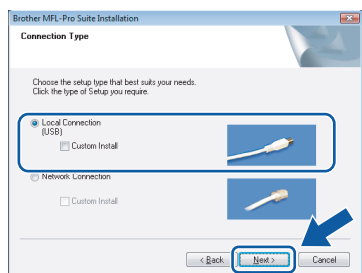 Brother MFL-Pro Suite Installation
Connection Type
Choose the setup type that best suits your needs.
Click the type of Setup you require.
Local Connection
(USB)
Custom Install
Network Connection
Custom Install
< Back
Next >
Cancel